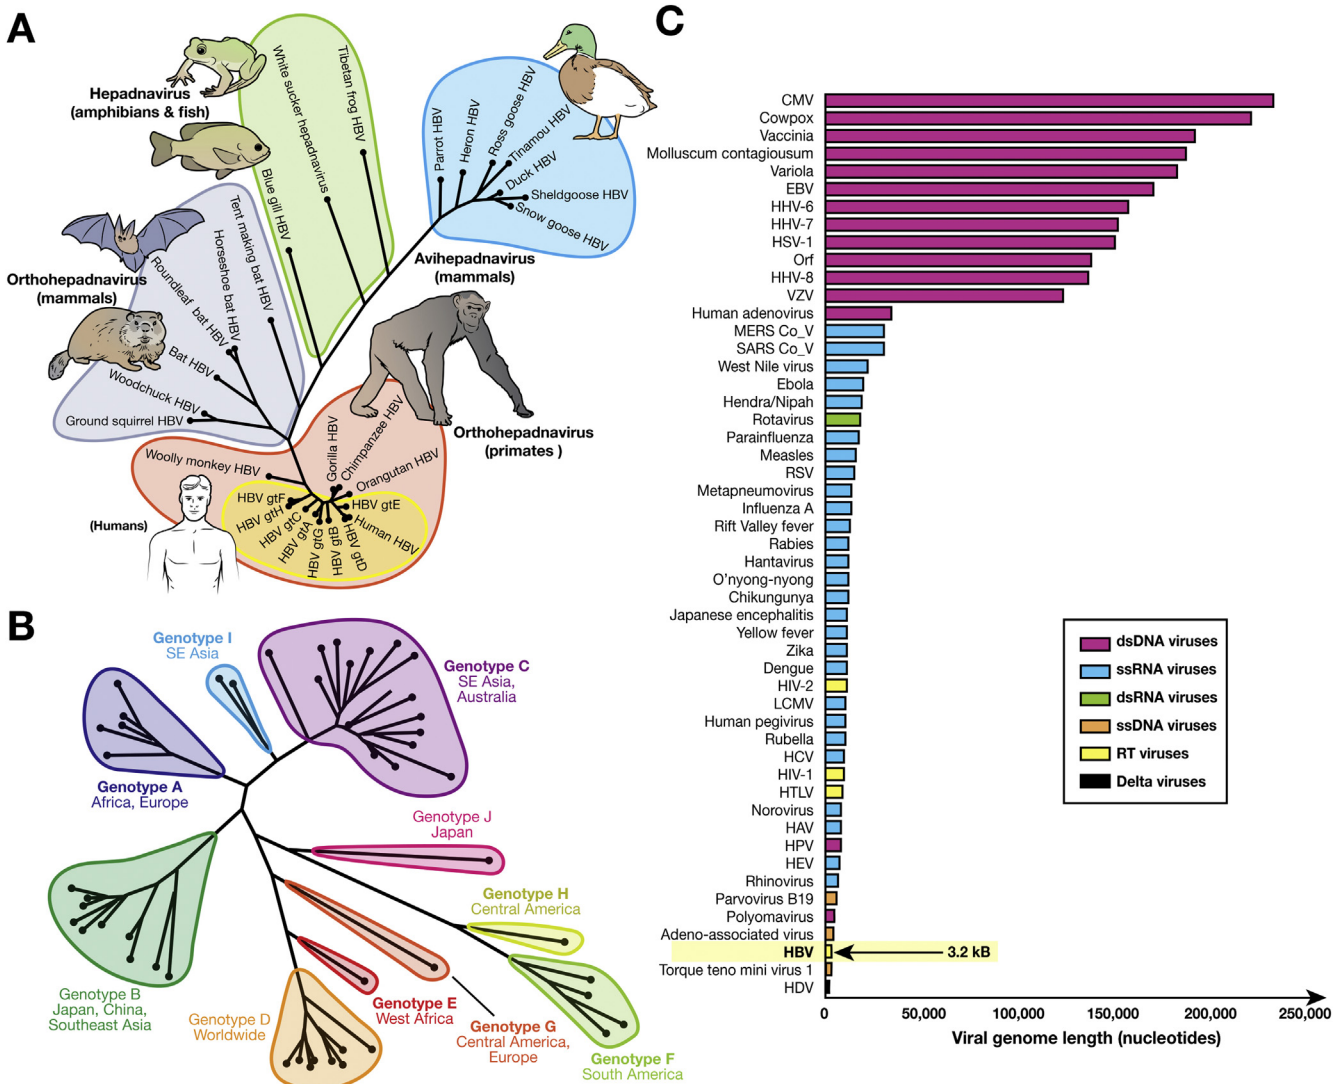 A
Hepadnavirus
(amphibians & fish)
White sucker hepadnavirus
Tibetan frog HBV
Blue gill HBV
Parrot HBV
Heron HBV
Ross goose HBV
Tinamou HBV
Duck HBV
Sheldgoose HBV
Snow goose HBV
Avihepadnavirus
(mammals)
Orthohepadnavirus
(mammals)
Tent making bat HBV
Horseshoe bat HBV
Roundleaf bat HBV
Bat HBV
Woodchuck HBV
Ground squirrel HBV
Orthohepadnavirus
(primates )
Woolly monkey HBV
Gorilla HBV
Chimpanzee HBV
Orangutan HBV
(Humans)
HBV gtF
HBV gtH
HBV gtC
HBV gtA
HBV gtG
HBV gtB
HBV gtD
Human HBV
HBV gtE
B
Genotype I
SE Asia
Genotype C
SE Asia,
Australia
Genotype A
Africa, Europe
Genotype J
Japan
Genotype H
Central America
Genotype B
Japan, China,
Southeast Asia
Genotype D
Worldwide
Genotype E
West Africa
Genotype G
Central America,
Europe
Genotype F
South America
C
CMV
Cowpox
Vaccinia
Molluscum contagiousum
Variola
EBV
HHV-6
HHV-7
HSV-1
Orf
HHV-8
VZV
Human adenovirus
MERS Co_V
SARS Co_V
West Nile virus
Ebola
Hendra/Nipah
Rotavirus
Parainfluenza
Measles
RSV
Metapneumovirus
Influenza A
Rift Valley fever
Rabies
Hantavirus
O'nyong-nyong
Chikungunya
Japanese encephalitis
Yellow fever
Zika
Dengue
HIV-2
LCMV
Human pegivirus
Rubella
HCV
HIV-1
HTLV
Norovirus
HAV
HPV
HEV
Rhinovirus
Parvovirus B19
Polyomavirus
Adeno-associated virus
HBV
3.2 kB
Torque teno mini virus 1
HDV
dsDNA viruses
ssRNA viruses
dsRNA viruses
ssDNA viruses
RT viruses
Delta viruses
0 50,000 100,000 150,000 200,000 250,000
Viral genome length (nucleotides)